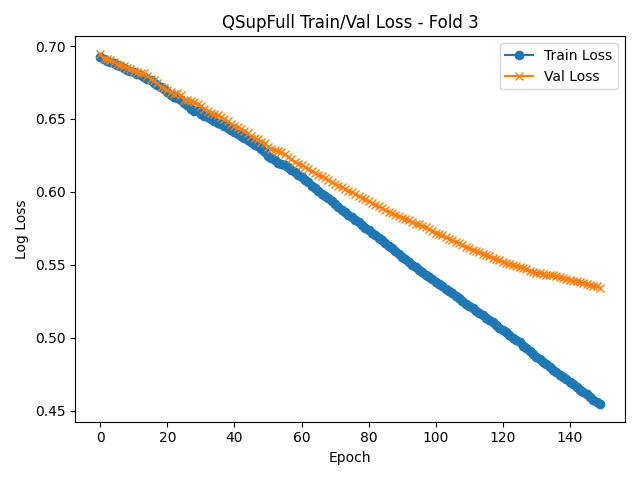 QSupFull Train/Val Loss - Fold 3
Train Loss
Val Loss
Log Loss
0.70
0.65
0.60
0.55
0.50
0.45
0 20 40 60 80 100 120 140
Epoch